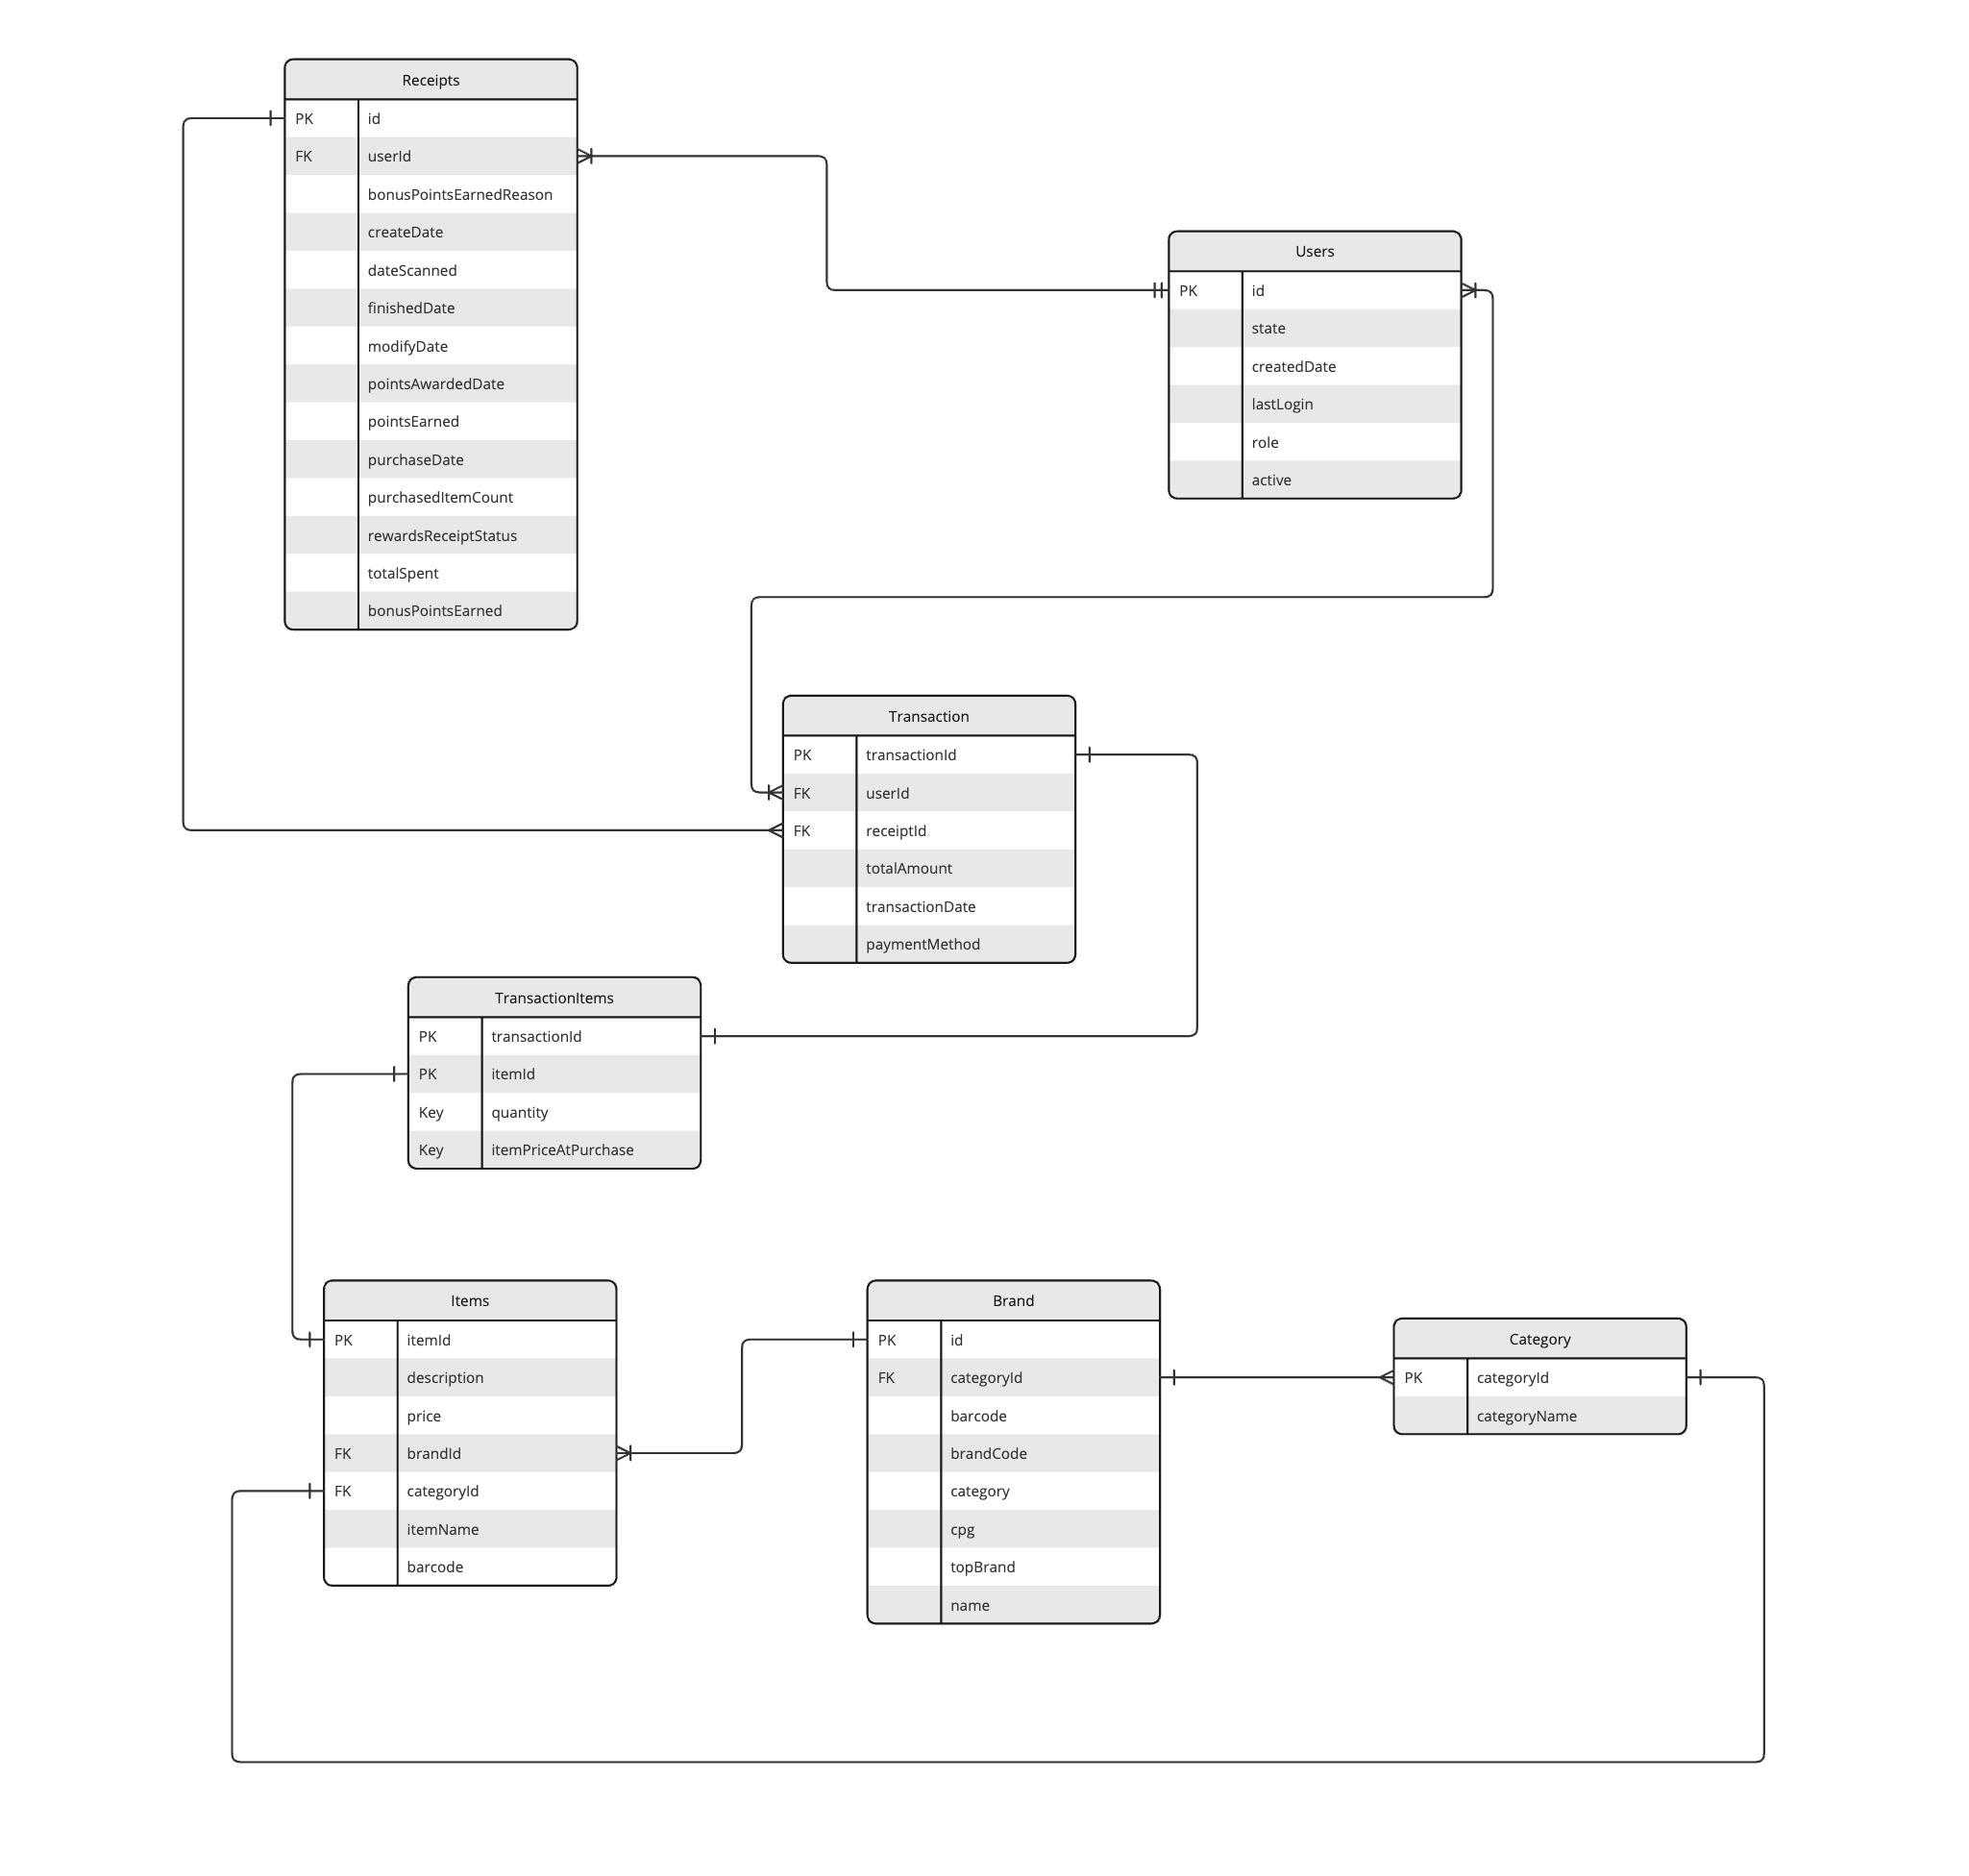 Receipts
PK id
FK userId
bonusPointsEarnedReason
createDate
dateScanned
finishedDate
modifyDate
pointsAwardedDate
pointsEarned
purchaseDate
purchasedItemCount
rewardsReceiptStatus
totalSpent
bonusPointsEarned
Users
PK id
state
createdDate
lastLogin
role
active
Transaction
PK transactionId
FK userId
FK receiptId
totalAmount
transactionDate
paymentMethod
TransactionItems
PK transactionId
PK itemId
Key quantity
Key itemPriceAtPurchase
Items
PK itemId
description
price
FK brandId
FK categoryId
itemName
barcode
Brand
PK id
FK categoryId
barcode
brandCode
category
cpg
topBrand
name
Category
PK categoryId
categoryName